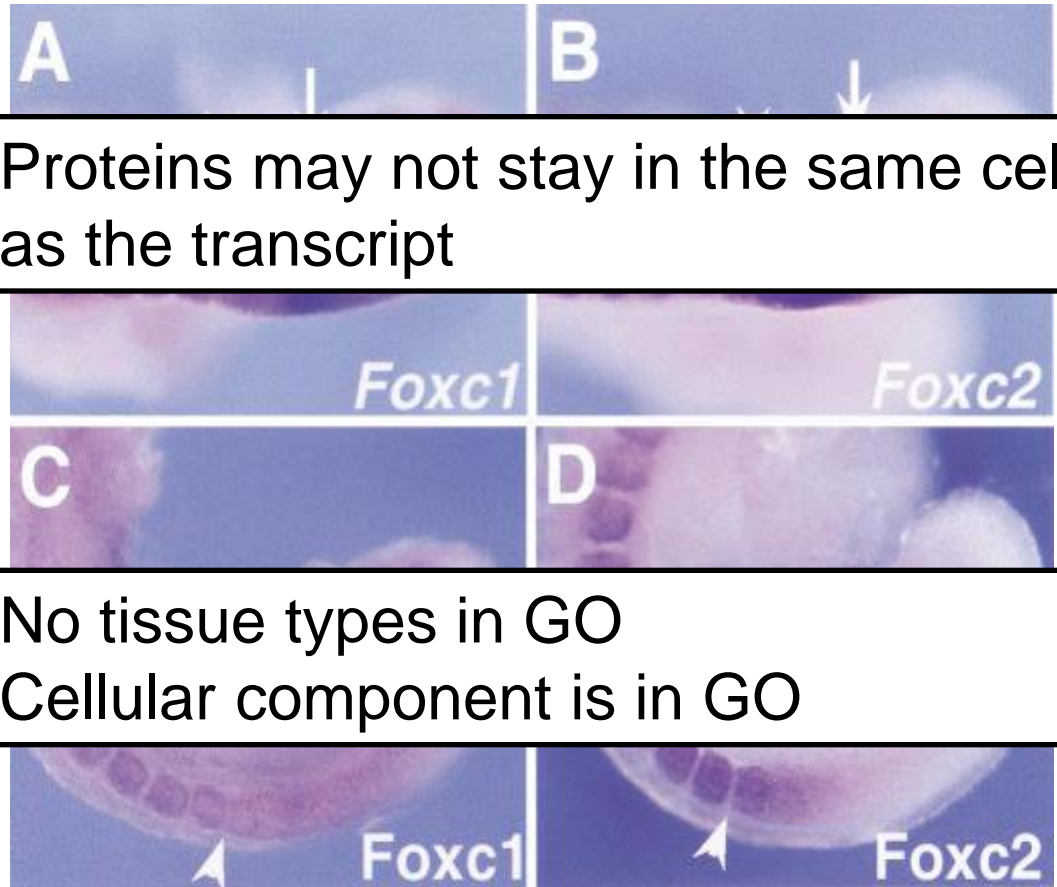 A B
Proteins may not stay in the same cel
as the transcript
Foxc1 Foxc2
C D
No tissue types in GO
Cellular component is in GO
Foxc1 Foxc2